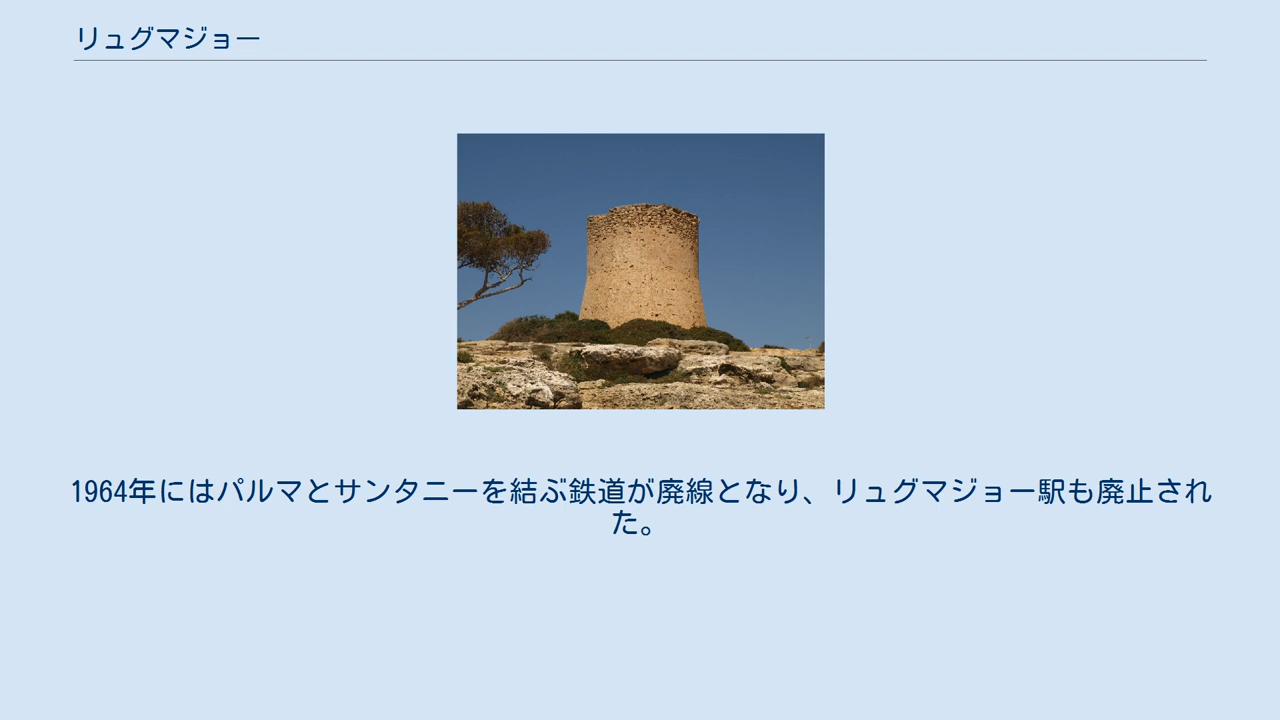 リュグマジョー
1964年にはパルマとサンタニーを結ぶ鉄道が廃線となり、リュグマジョー駅も廃止され
た。